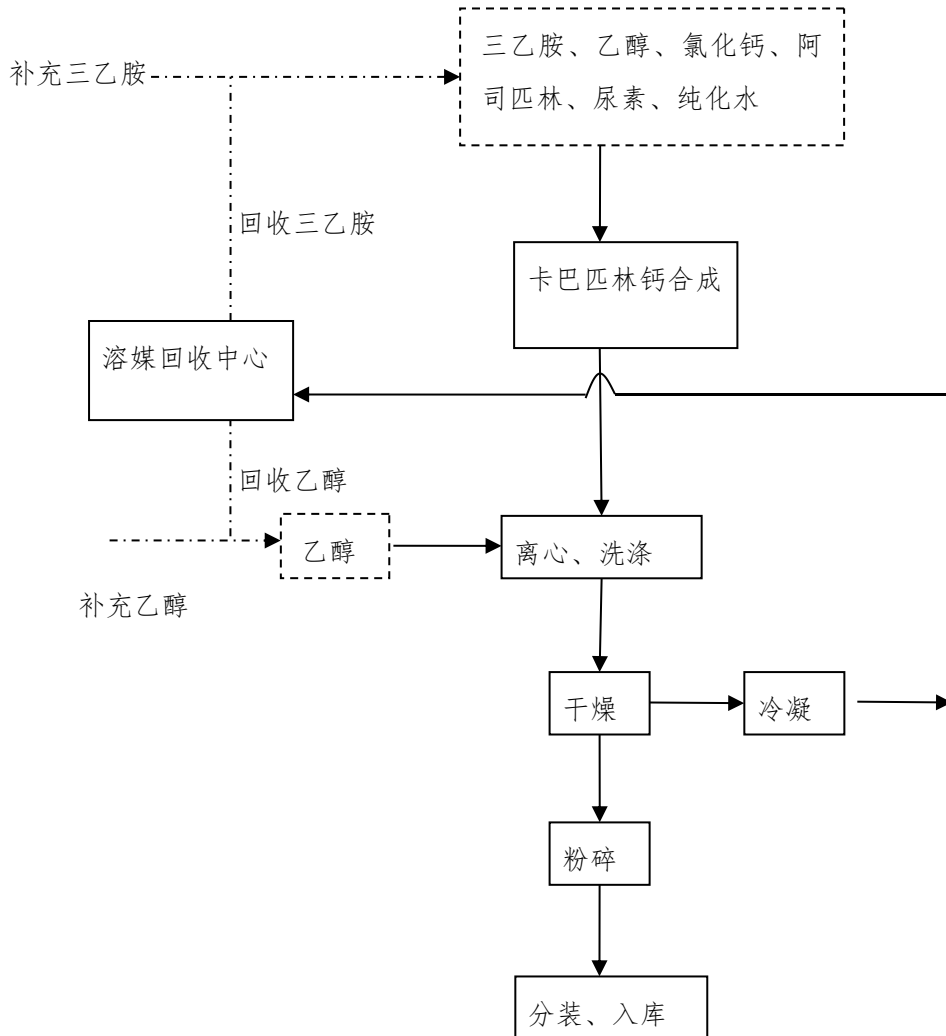 三乙胺、乙醇、氯化钙、阿
司匹林、尿素、纯化水
补充三乙胺
回收三乙胺
卡巴匹林钙合成
溶媒回收中心
回收乙醇
乙醇
离心、洗涤
补充乙醇
干燥
冷凝
粉碎
分装、入库